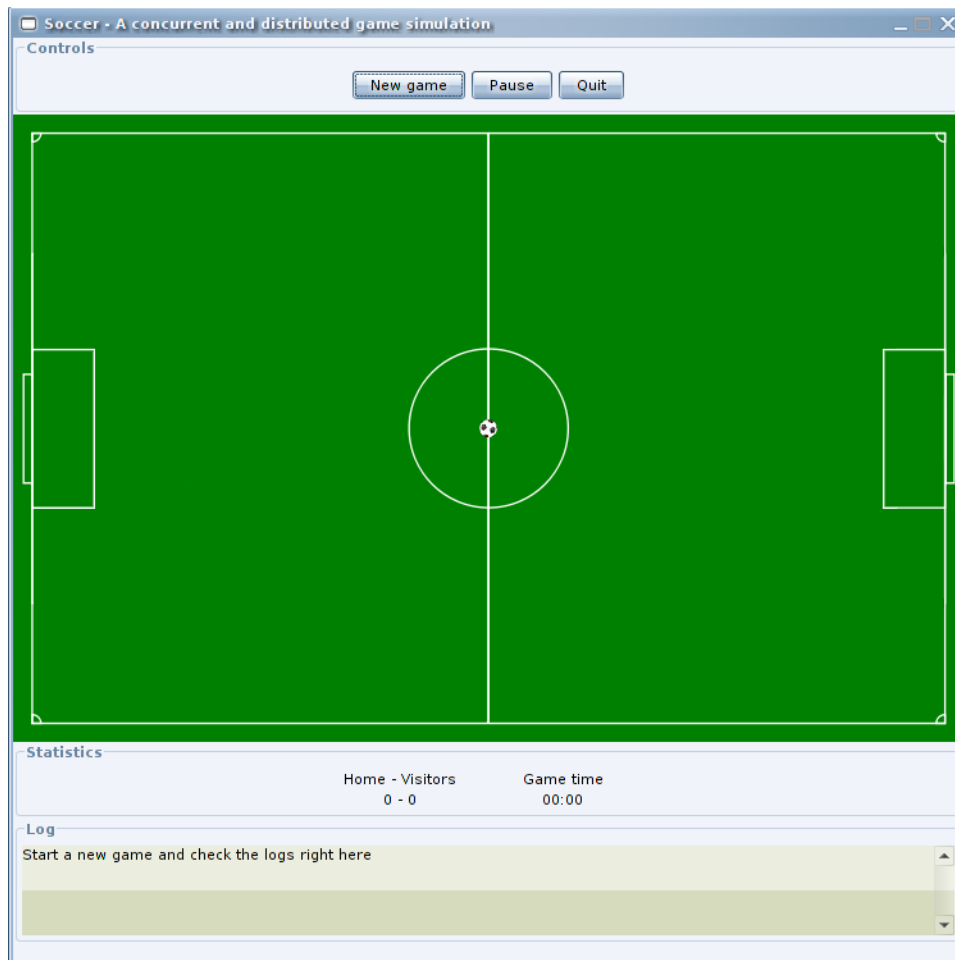 Soccer - A concurrent and distributed game simulation
Controls
New game Pause Quit
Statistics
Home - Visitors Game time
0 - 0 00:00
Log
Start a new game and check the logs right here